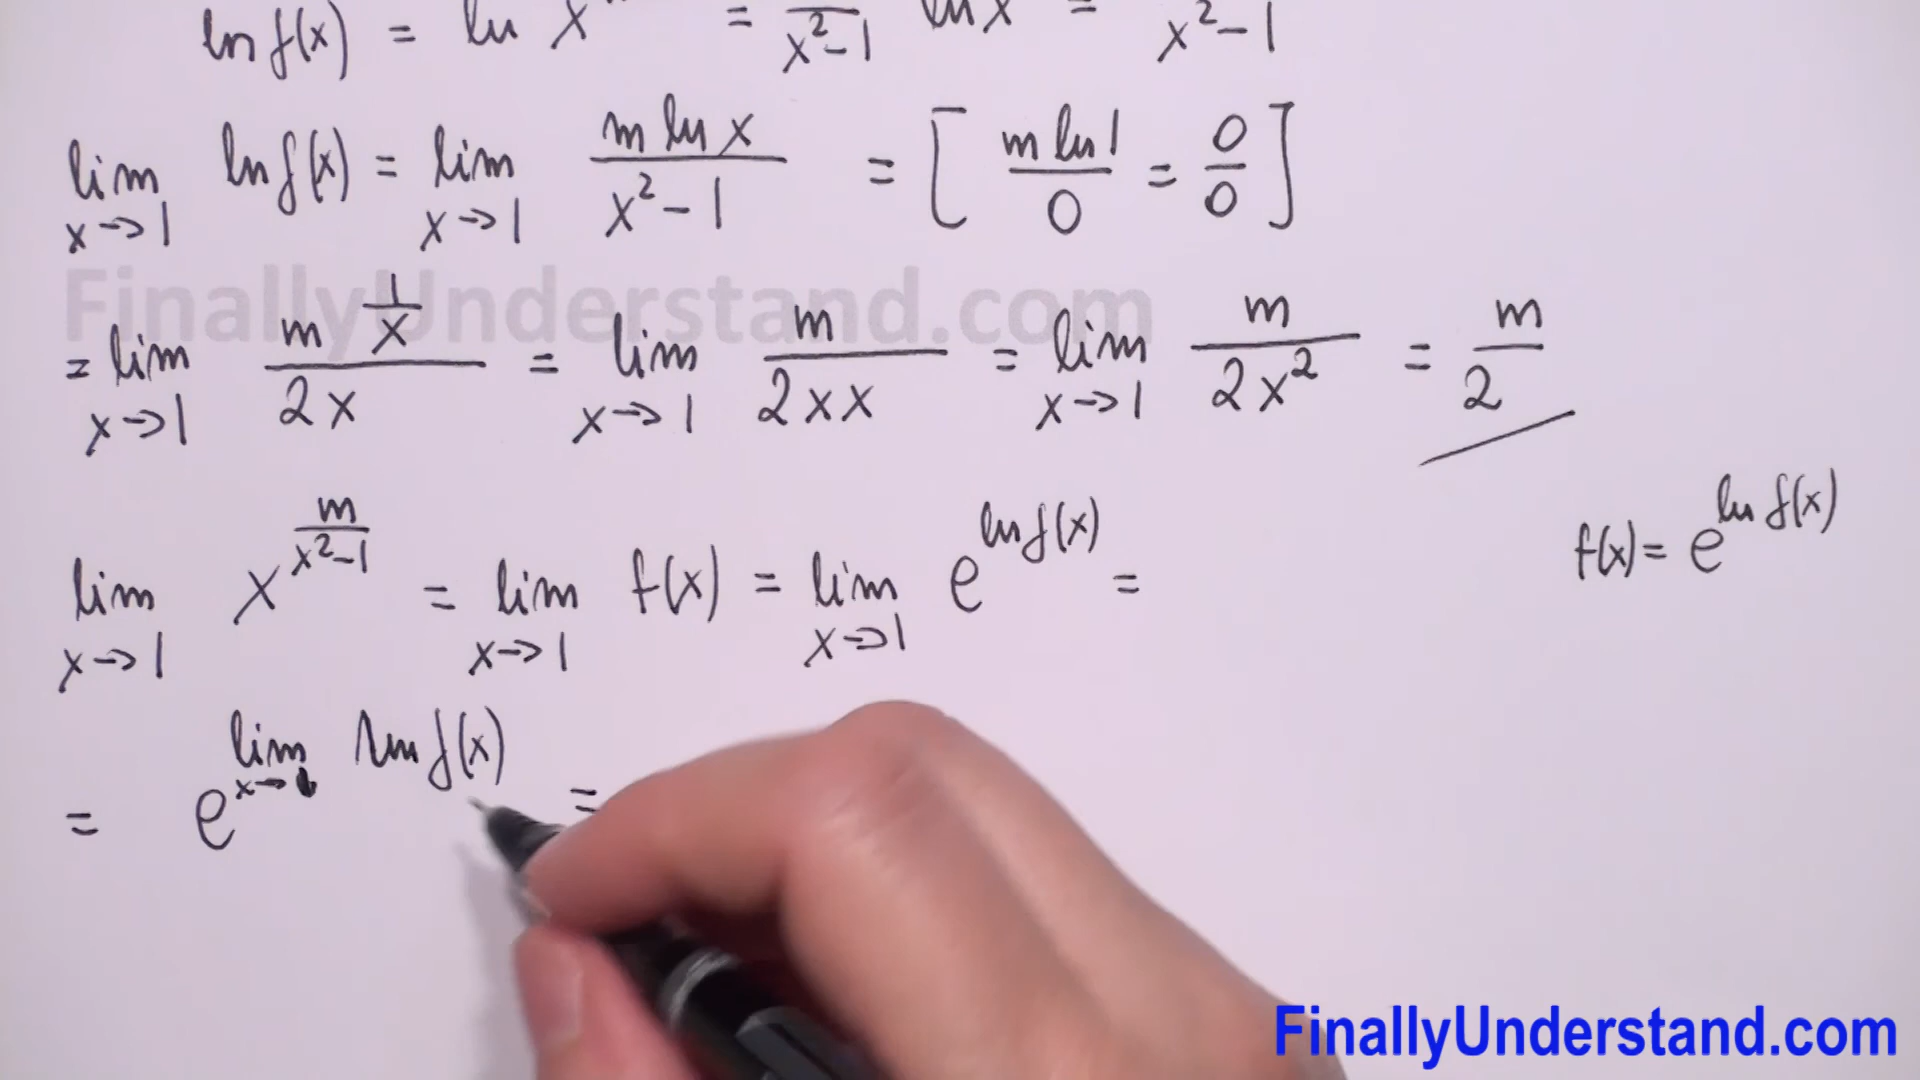 ln f(x) = ln x = x²-1 ln x = x²-1
lim x→1 ln f(x) = lim x→1 m ln x / x²-1 = [ m ln 1 / 0 = 0 / 0 ]
FinallyUnderstand.com
= lim x→1 m 1/x / 2x = lim x→1 m / 2xx = lim x→1 m / 2x² = m / 2
f(x) = e^ln f(x)
lim x→1 x^m/x²-1 = lim x→1 f(x) = lim x→1 e^ln f(x) =
= e^lim x→1 ln f(x) =
FinallyUnderstand.com